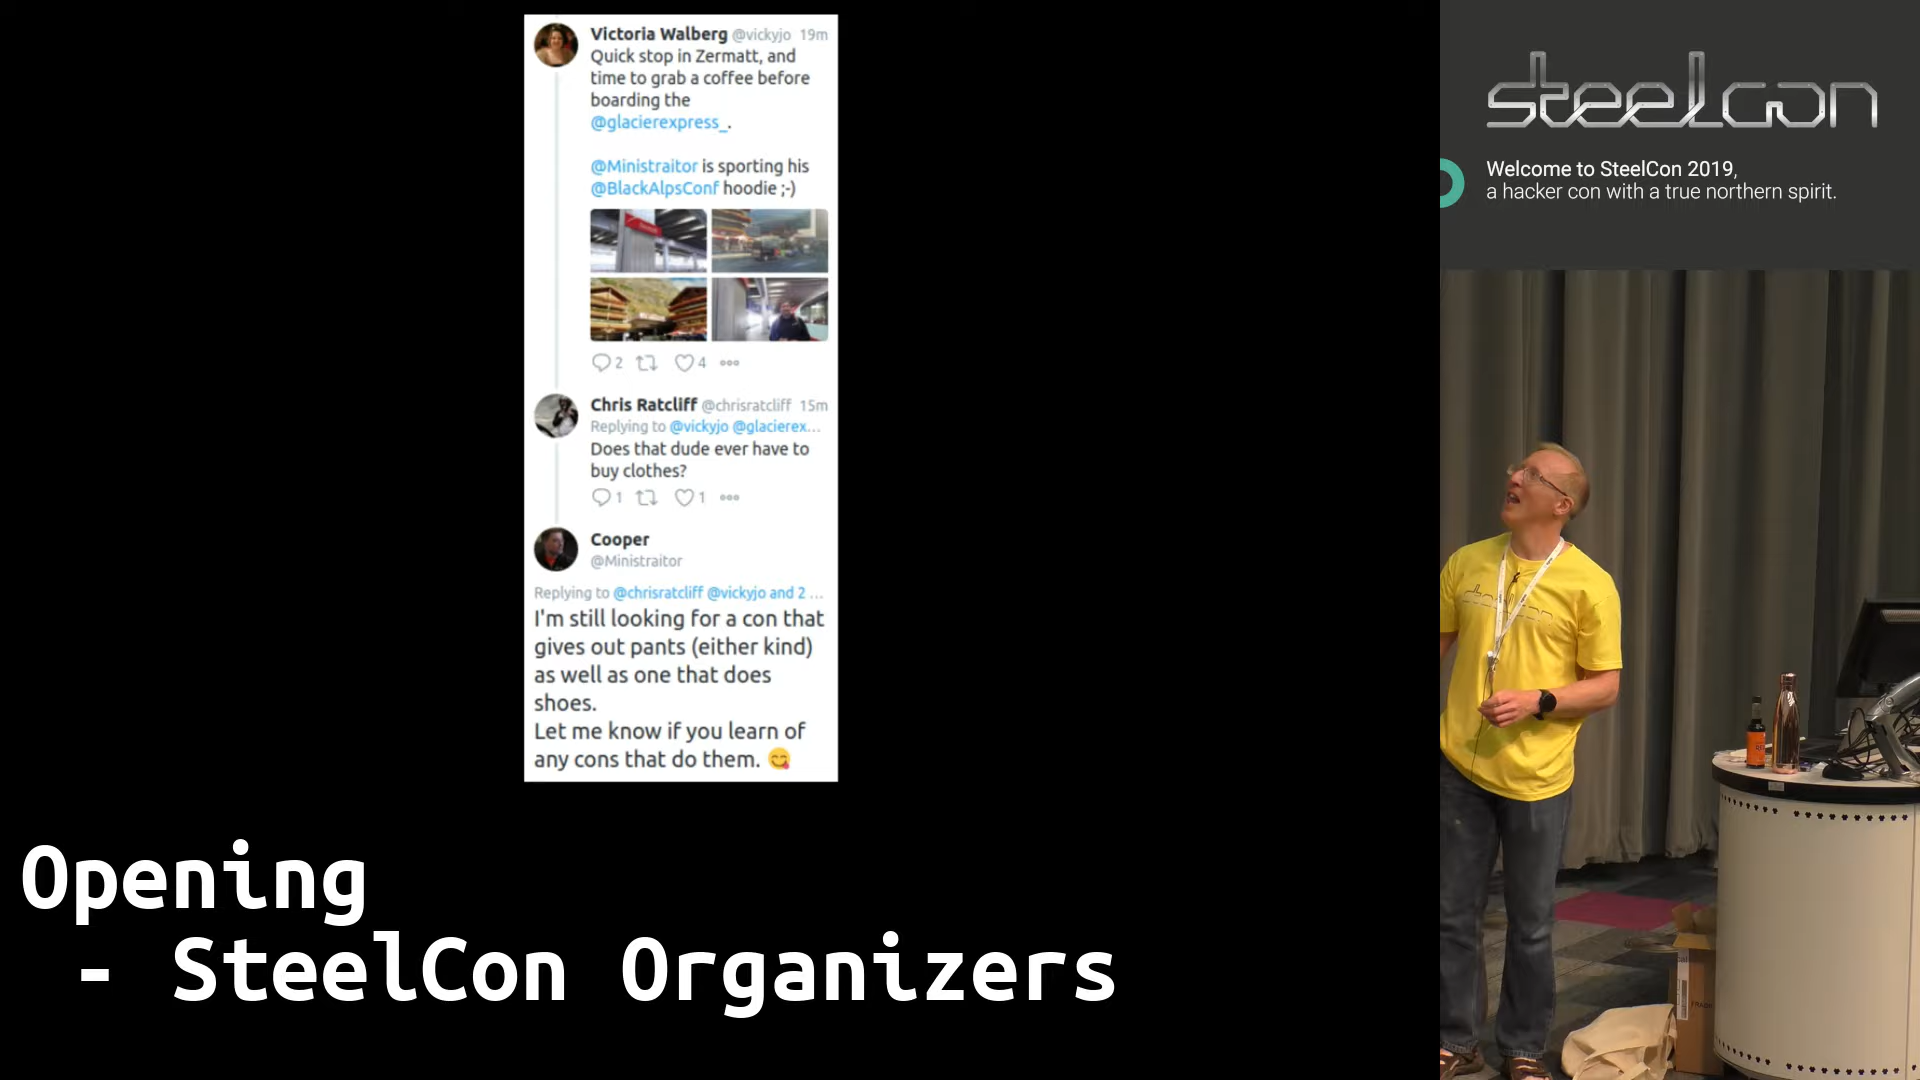 Victoria Walberg @vickyjo 19m
Quick stop in Zermatt, and
time to grab a coffee before
boarding the
@glacierexpress_.
@Ministraitor is sporting his
@BlackAlpsConf hoodie ;-)
2 4
Chris Ratcliff @chrisratcliff 15m
Replying to @vickyjo @glacierex...
Does that dude ever have to
buy clothes?
1 1
Cooper
@Ministraitor
Replying to @chrisratcliff @vickyjo and 2 ...
I'm still looking for a con that
gives out pants (either kind)
as well as one that does
shoes.
Let me know if you learn of
any cons that do them. 😋
Opening
- SteelCon Organizers
steelcon
Welcome to SteelCon 2019,
a hacker con with a true northern spirit.
steelcon